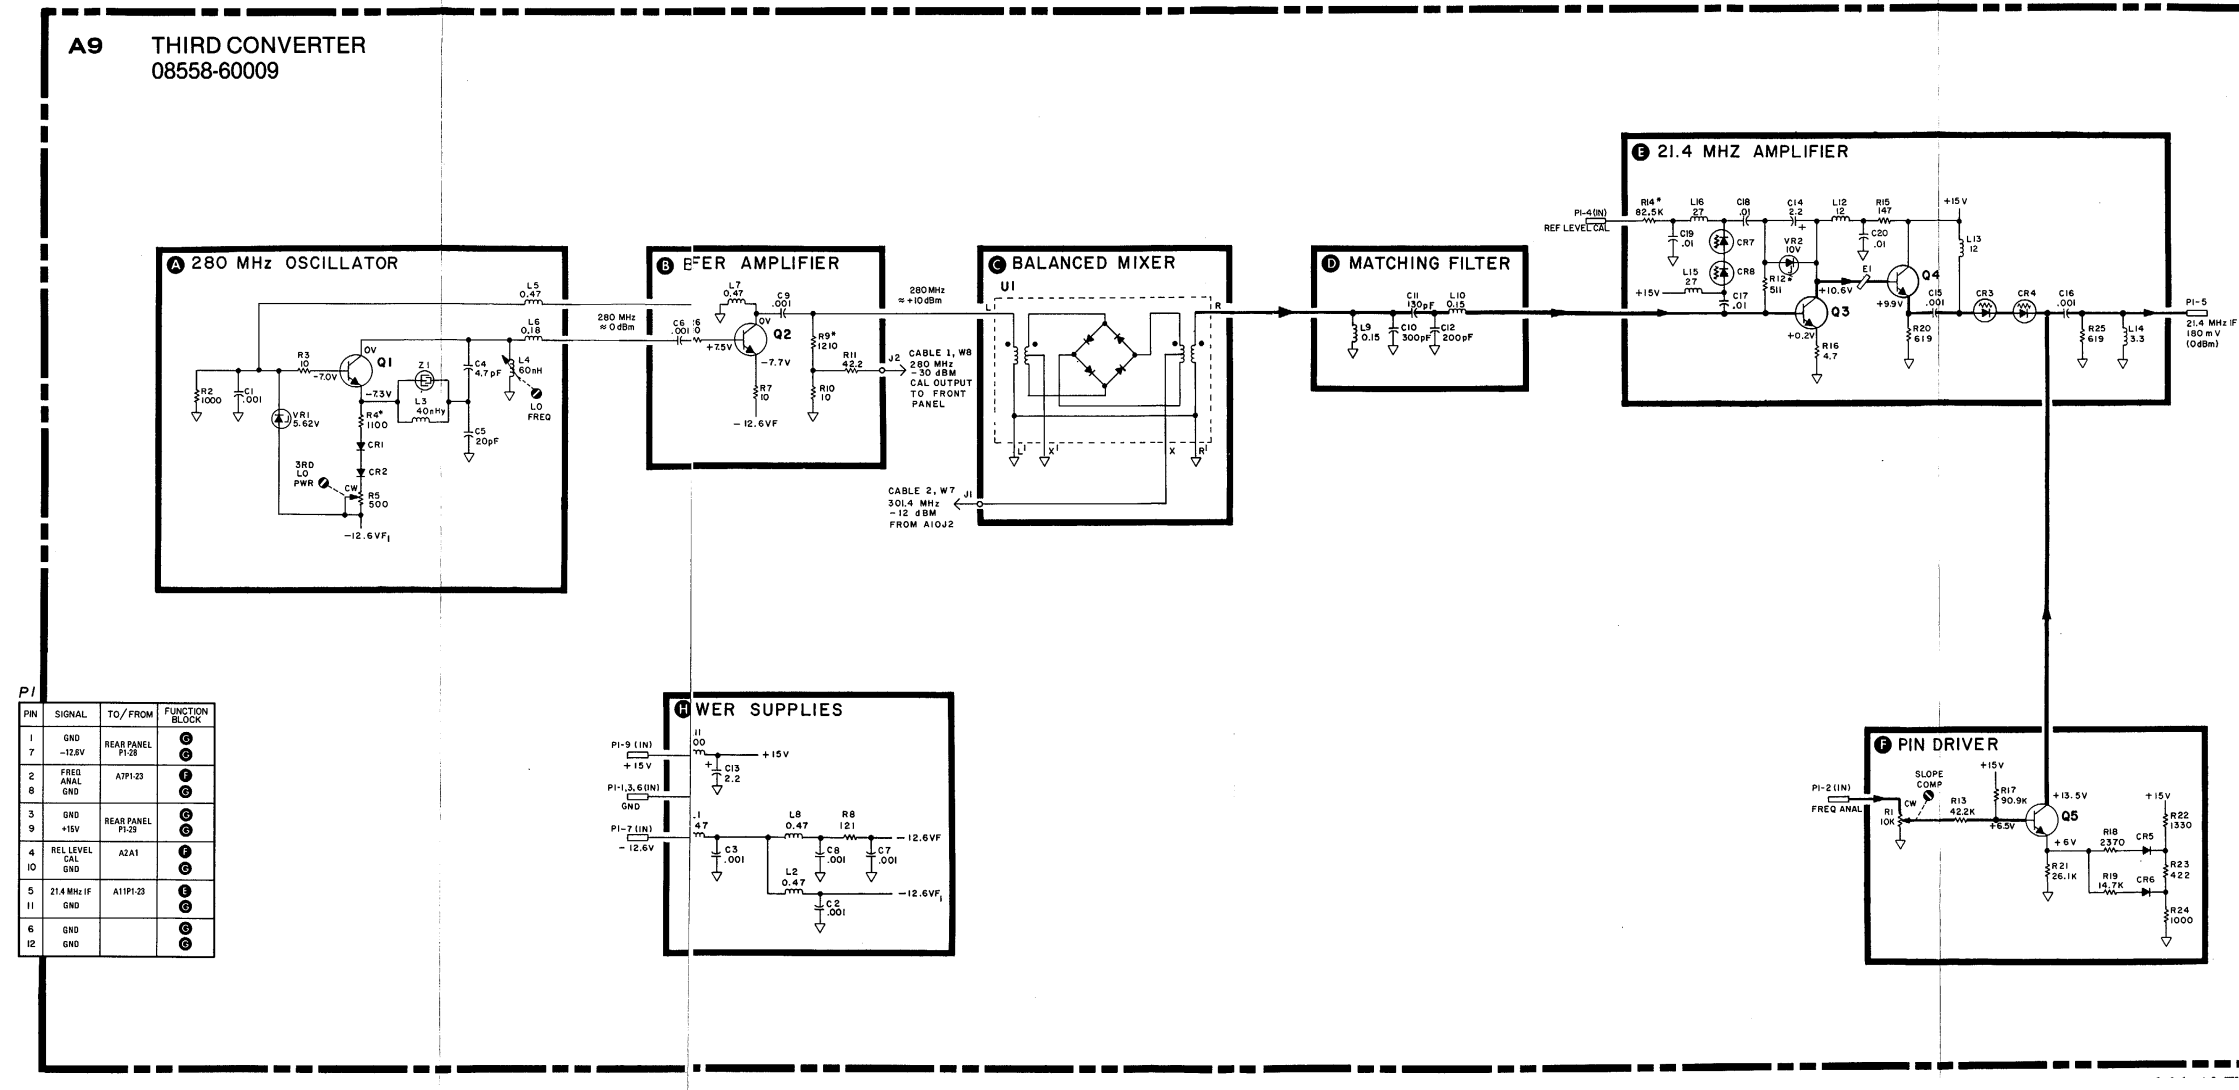 A9 THIRD CONVERTER
08558-60009
A 280 MHz OSCILLATOR
L5
0.47
L6
0.18
R3
10
-7.0V
0V
Q1
-7.3V
R2
1000
C1
.001
VR1
5.62V
R4*
1100
CR1
CR2
3RD
LO
PWR
CW
R5
500
-12.6VF1
Z1
L3
40nHy
C4
4.7pF
C5
20pF
L4
60nH
LO
FREQ
280 MHZ
≈ 0 dBm
B FER AMPLIFIER
L7
0.47
C9
.001
C6
.001
+7.5V
0V
Q2
-7.7V
R7
10
-12.6VF
R9*
1210
R10
10
R11
42.2
J2
CABLE 1, W8
280 MHz
-30 dBM
CAL OUTPUT
TO FRONT
PANEL
280MHz
≈ +10dBm
C BALANCED MIXER
U1
L
R
L'
X'
X
R'
CABLE 2, W7
301.4 MHz
-12 dBM
FROM A10J2
J1
D MATCHING FILTER
L9
0.15
C10
300pF
C11
130pF
C12
200pF
L10
0.15
E 21.4 MHZ AMPLIFIER
P1-4(IN)
REF LEVEL CAL
R14*
82.5K
L16
27
C18
.01
C14
2.2
+
L12
12
R15
147
+15V
L13
12
C19
.01
CR7
CR8
VR2
10V
C20
.01
L15
27
+15V
R12*
511
C17
.01
+10.6V
E1
Q4
+9.9V
Q3
+0.2V
R16
4.7
C15
.001
CR3
CR4
C16
.001
R20
619
R25
619
L14
3.3
P1-5
21.4 MHz IF
180 mV
(0dBm)
P1
PIN SIGNAL TO/FROM FUNCTION BLOCK
1 GND REAR PANEL P1-28 G
7 -12.6V G
2 FREQ ANAL A7P1-23 F
8 GND G
3 GND REAR PANEL P1-29 G
9 +15V G
4 REL LEVEL CAL A2A1 F
10 GND G
5 21.4 MHz IF A11P1-23 E
11 GND G
6 GND G
12 GND G
H WER SUPPLIES
P1-9 (IN)
+15V
+15V
+
C13
2.2
P1-1,3,6(IN)
GND
P1-7 (IN)
-12.6V
47
C3
.001
L8
0.47
R8
121
C8
.001
C7
.001
-12.6VF
L2
0.47
C2
.001
-12.6VF1
F PIN DRIVER
P1-2(IN)
FREQ ANAL
SLOPE
COMP
CW
R1
10K
R13
42.2K
+15V
R17
90.9K
+6.5V
+13.5V
Q5
+6V
R21
26.1K
R18
2370
CR5
R19
14.7K
CR6
+15V
R22
1330
R23
422
R24
1000